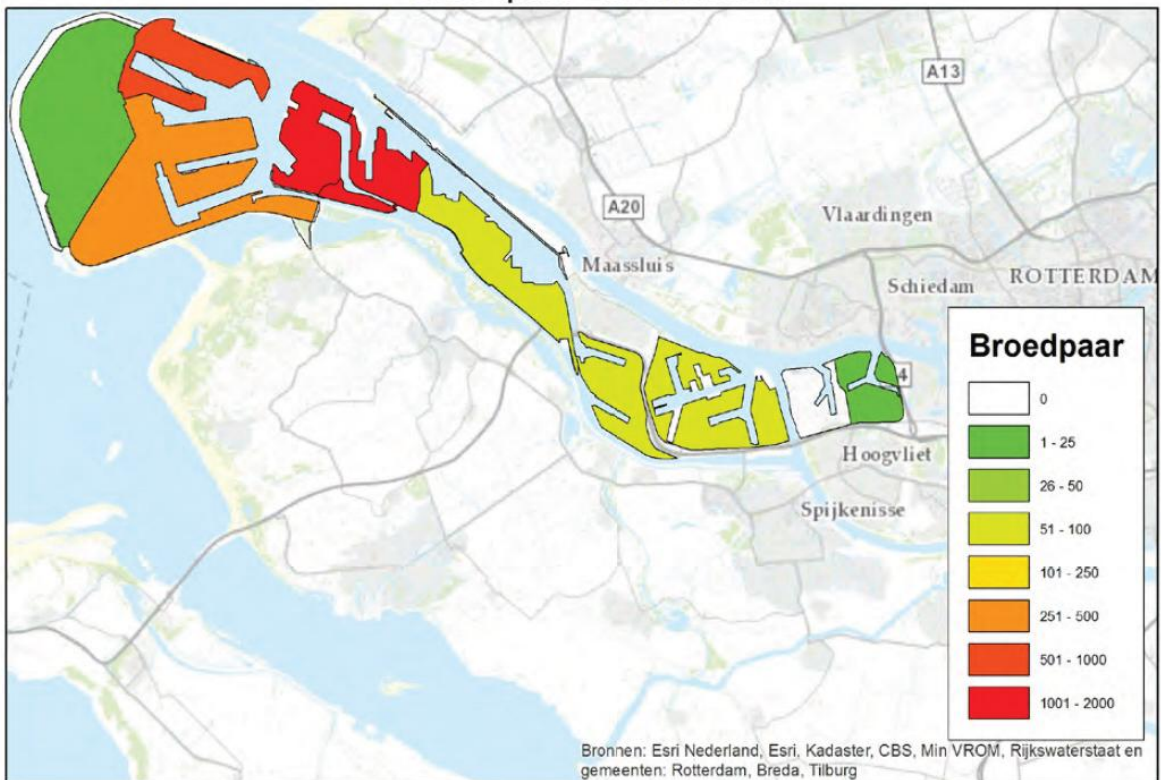 A13
A20
Vlaardingen
Maassluis
Schiedam
ROTTERDAM
4
Hoogvliet
Spijkenisse
Broedpaar
0
1 - 25
26 - 50
51 - 100
101 - 250
251 - 500
501 - 1000
1001 - 2000
Bronnen: Esri Nederland, Esri, Kadaster, CBS, Min VROM, Rijkswaterstaat en
gemeenten: Rotterdam, Breda, Tilburg